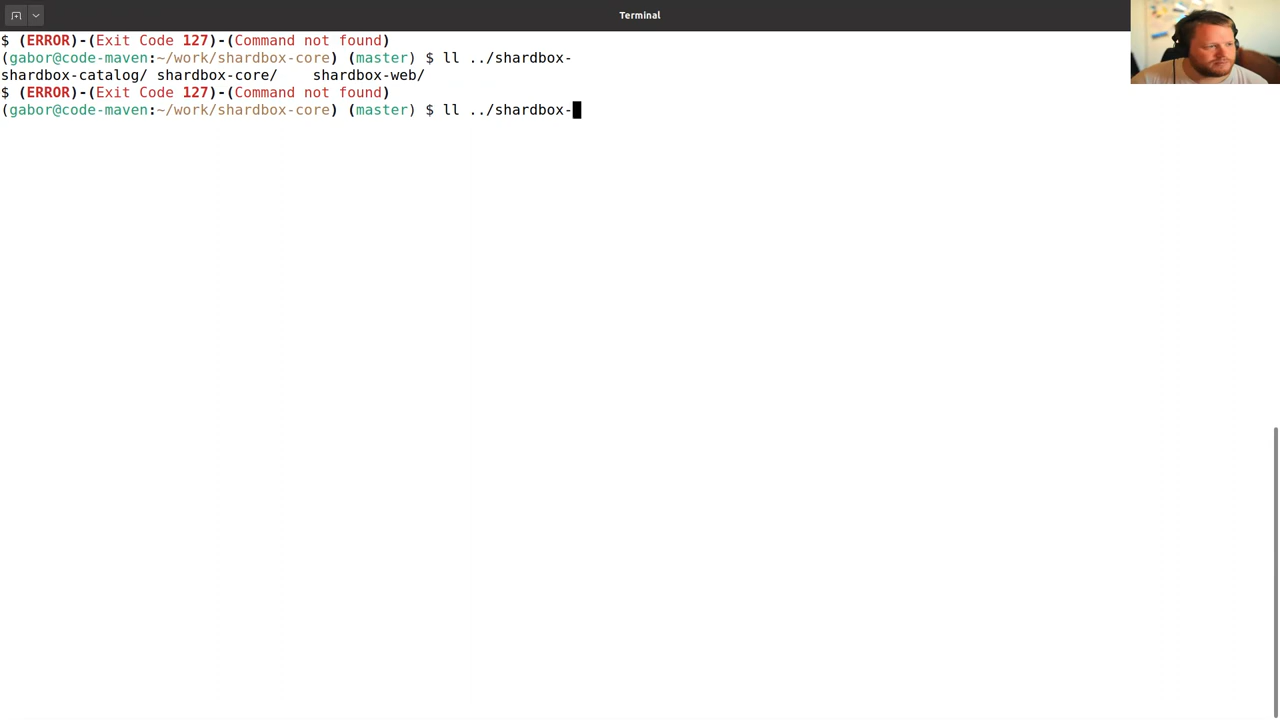 Terminal
$ (ERROR)-(Exit Code 127)-(Command not found)
(gabor@code-maven:~/work/shardbox-core) (master) $ ll ../shardbox-
shardbox-catalog/ shardbox-core/    shardbox-web/
$ (ERROR)-(Exit Code 127)-(Command not found)
(gabor@code-maven:~/work/shardbox-core) (master) $ ll ../shardbox-